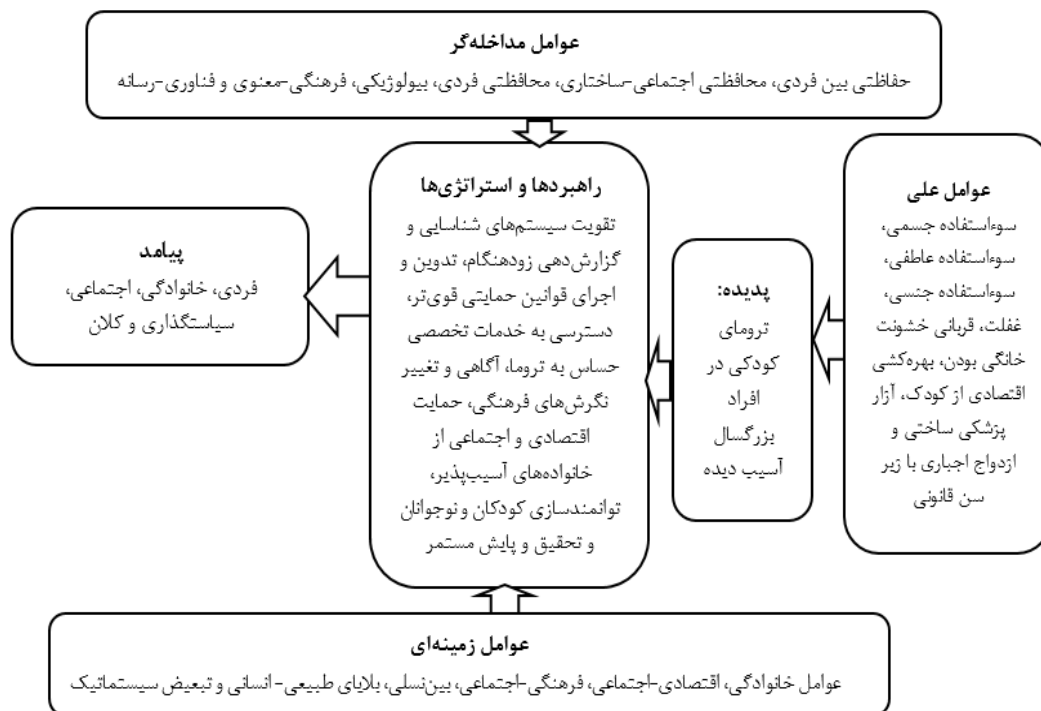 عوامل مداخله‌گر
حفاظتی بین فردی، محافظتی اجتماعی-ساختاری، محافظتی فردی، بیولوژیکی، فرهنگی-معنوی و فناوری-رسانه
عوامل علی
سوءاستفاده جسمی،
سوءاستفاده عاطفی،
سوءاستفاده جنسی،
غفلت، قربانی خشونت
خانگی بودن، بهره‌کشی
اقتصادی از کودک، آزار
پزشکی ساختی و
ازدواج اجباری با زیر
سن قانونی
پدیده:
ترومای
کودکی در
افراد
بزرگسال
آسیب دیده
راهبردها و استراتژی‌ها
تقویت سیستم‌های شناسایی و
گزارش‌دهی زودهنگام، تدوین و
اجرای قوانین حمایتی قوی‌تر،
دسترسی به خدمات تخصصی
حساس به تروما، آگاهی و تغییر
نگرش‌های فرهنگی، حمایت
اقتصادی و اجتماعی از
خانواده‌های آسیب‌پذیر،
توانمندسازی کودکان و نوجوانان
و تحقیق و پایش مستمر
پیامد
فردی، خانوادگی، اجتماعی،
سیاستگذاری و کلان
عوامل زمینه‌ای
عوامل خانوادگی، اقتصادی-اجتماعی، فرهنگی-اجتماعی، بین‌نسلی، بلایای طبیعی- انسانی و تبعیض سیستماتیک